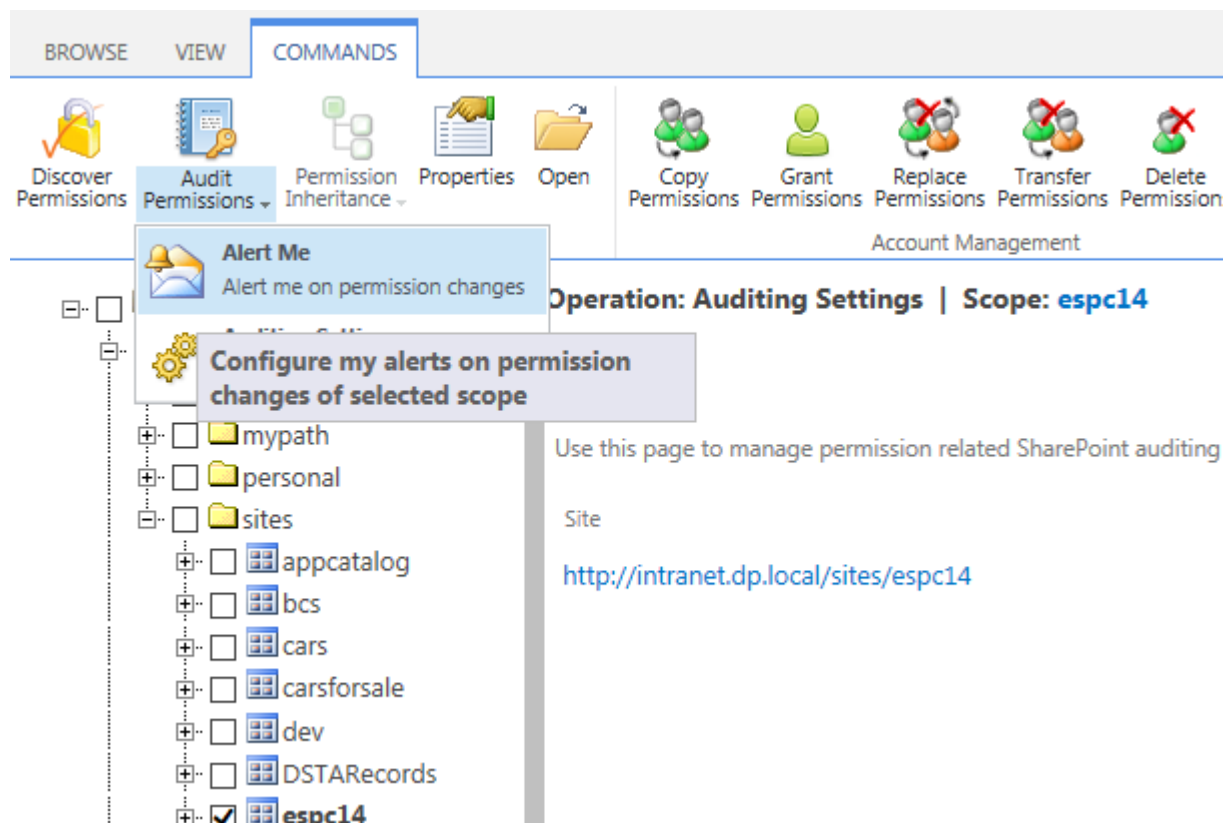 BROWSE VIEW COMMANDS
Discover Permissions
Audit Permissions
Permission Inheritance
Properties
Open
Copy Permissions
Grant Permissions
Replace Permissions
Transfer Permissions
Delete Permission
Account Management
Alert Me
Alert me on permission changes
Configure my alerts on permission
changes of selected scope
Operation: Auditing Settings | Scope: espc14
Use this page to manage permission related SharePoint auditing
Site
http://intranet.dp.local/sites/espc14
mypath
personal
sites
appcatalog
bcs
cars
carsforsale
dev
DSTARecords
espc14